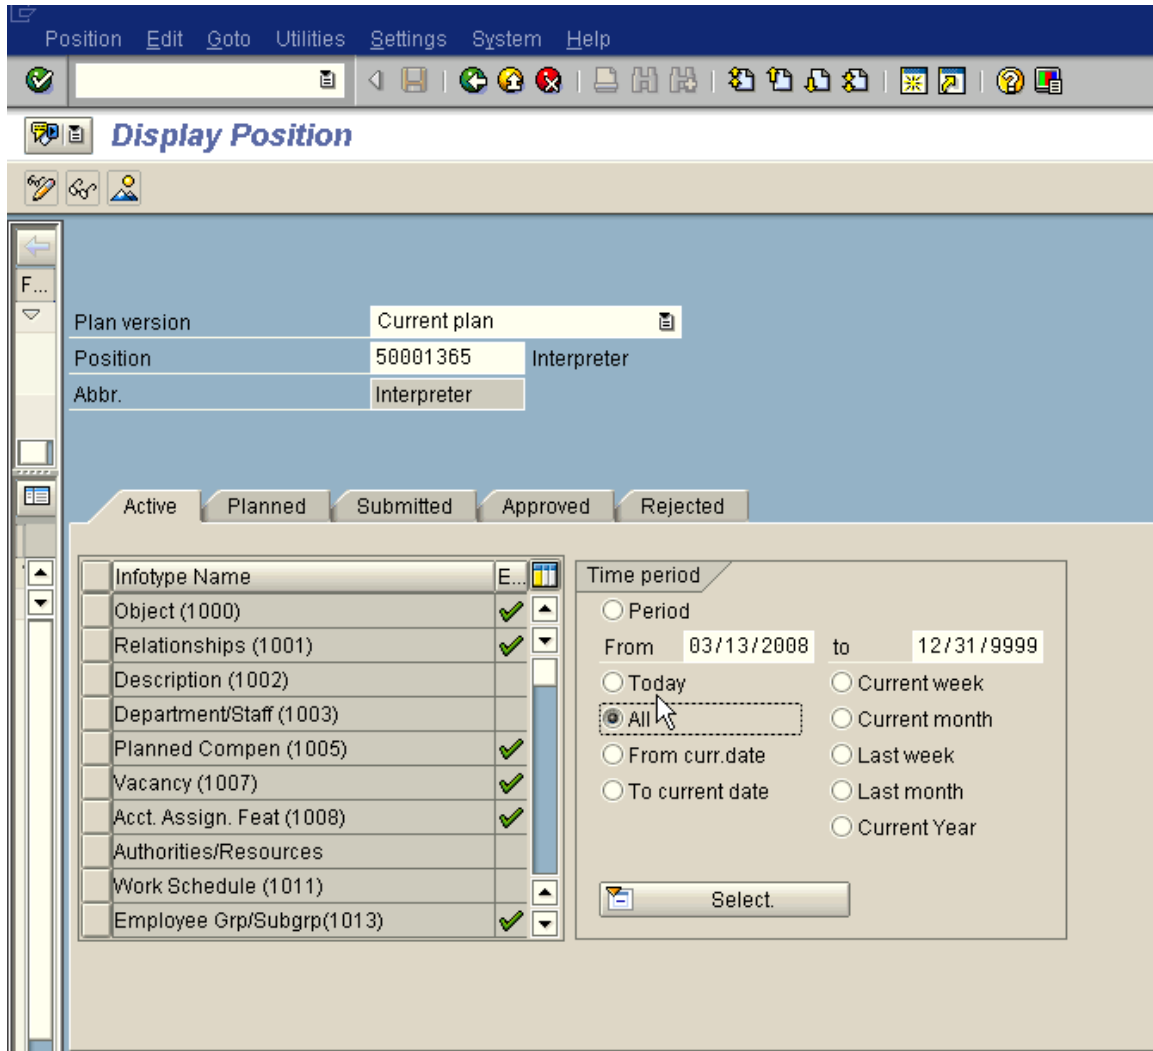 Position Edit Goto Utilities Settings System Help
Display Position
F...
Plan version Current plan
Position 50001365 Interpreter
Abbr. Interpreter
Active Planned Submitted Approved Rejected
Infotype Name E...
Object (1000)
Relationships (1001)
Description (1002)
Department/Staff (1003)
Planned Compen (1005)
Vacancy (1007)
Acct. Assign. Feat (1008)
Authorities/Resources
Work Schedule (1011)
Employee Grp/Subgrp(1013)
Time period
Period
From 03/13/2008 to 12/31/9999
Today Current week
All Current month
From curr.date Last week
To current date Last month
Current Year
Select.